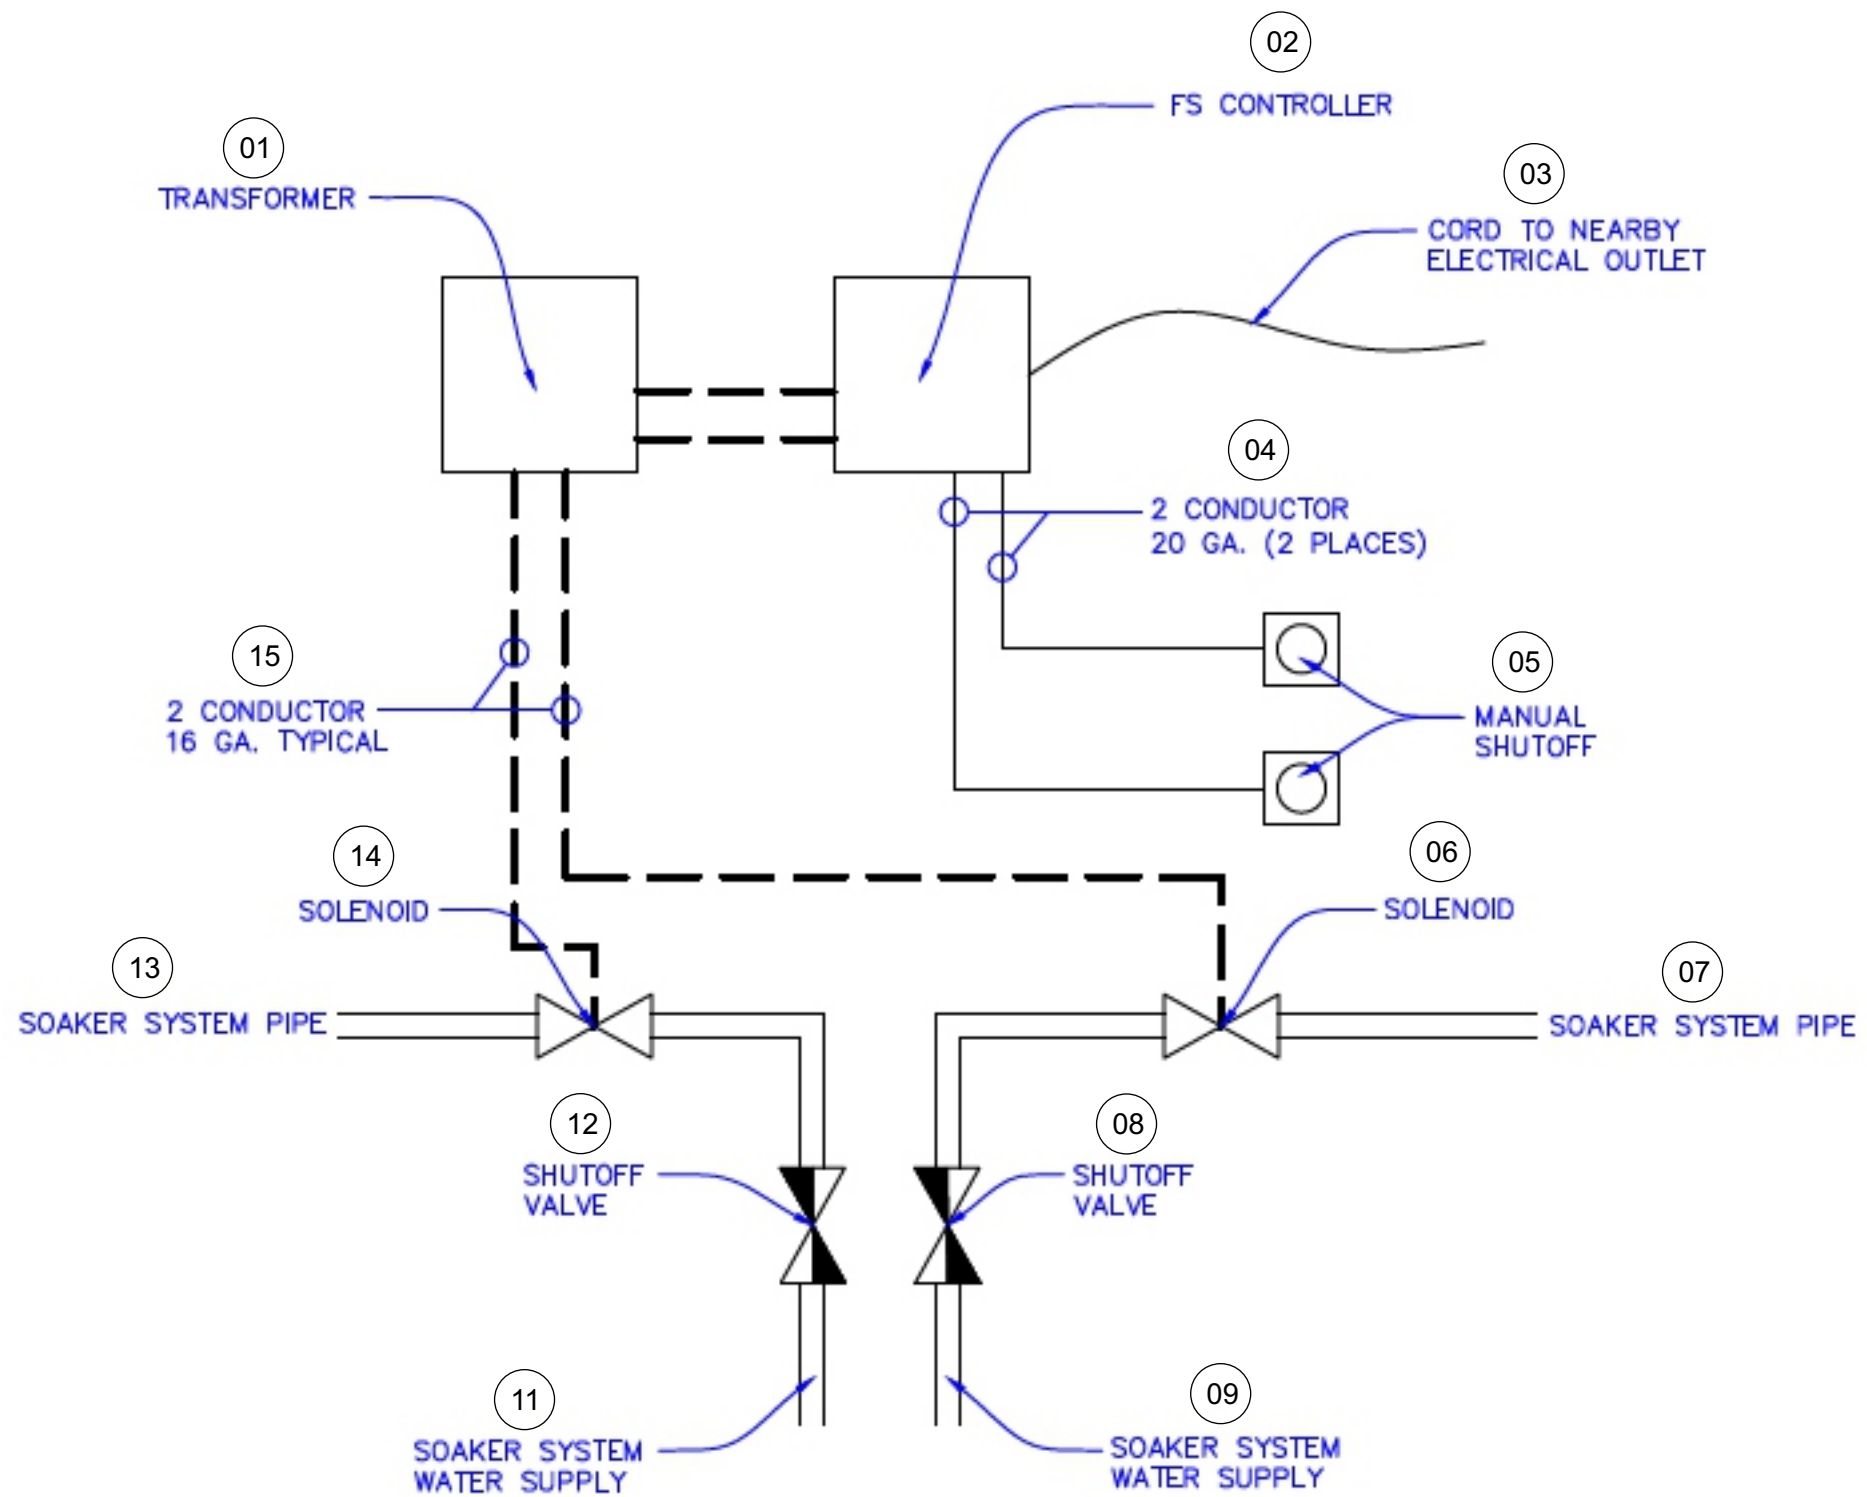 02
FS CONTROLLER
01
TRANSFORMER
03
CORD TO NEARBY
ELECTRICAL OUTLET
04
2 CONDUCTOR
20 GA. (2 PLACES)
15
2 CONDUCTOR
16 GA. TYPICAL
05
MANUAL
SHUTOFF
14
SOLENOID
06
SOLENOID
13
SOAKER SYSTEM PIPE
07
SOAKER SYSTEM PIPE
12
SHUTOFF
VALVE
08
SHUTOFF
VALVE
11
SOAKER SYSTEM
WATER SUPPLY
09
SOAKER SYSTEM
WATER SUPPLY